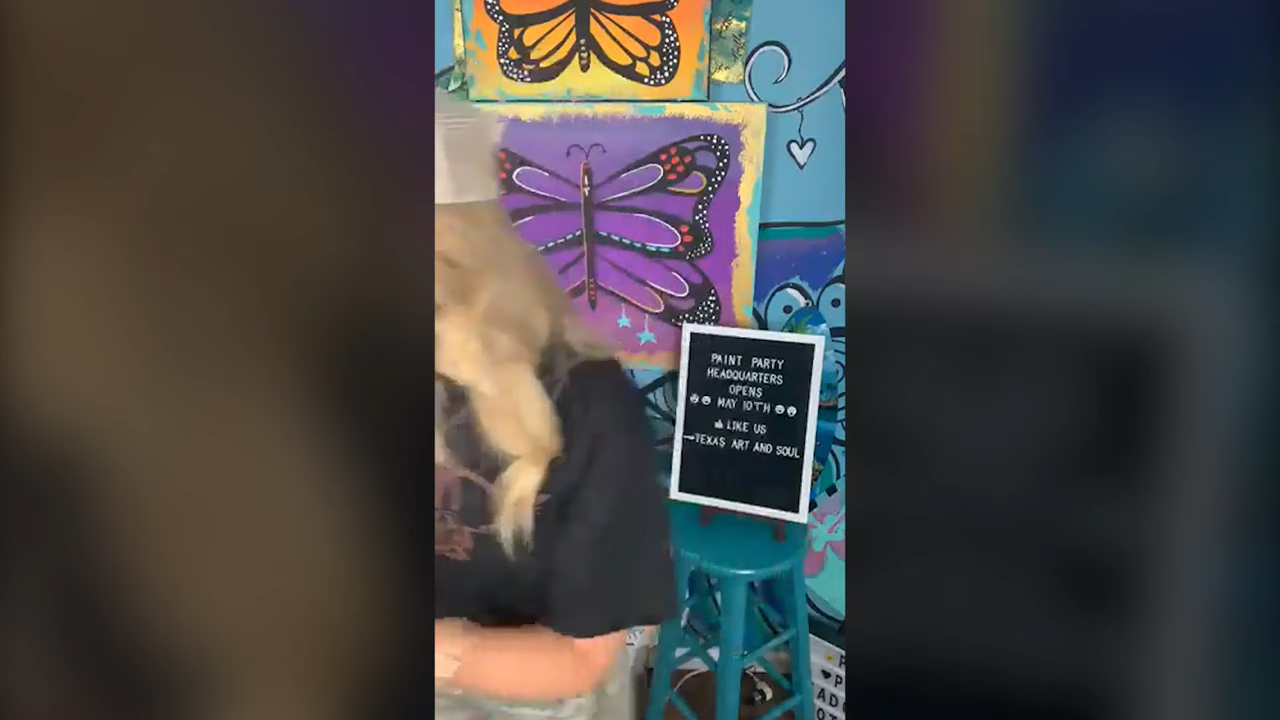 PAINT PARTY
HEADQUARTERS
OPENS
MAY 10TH
LIKE US
TEXAS ART AND SOUL